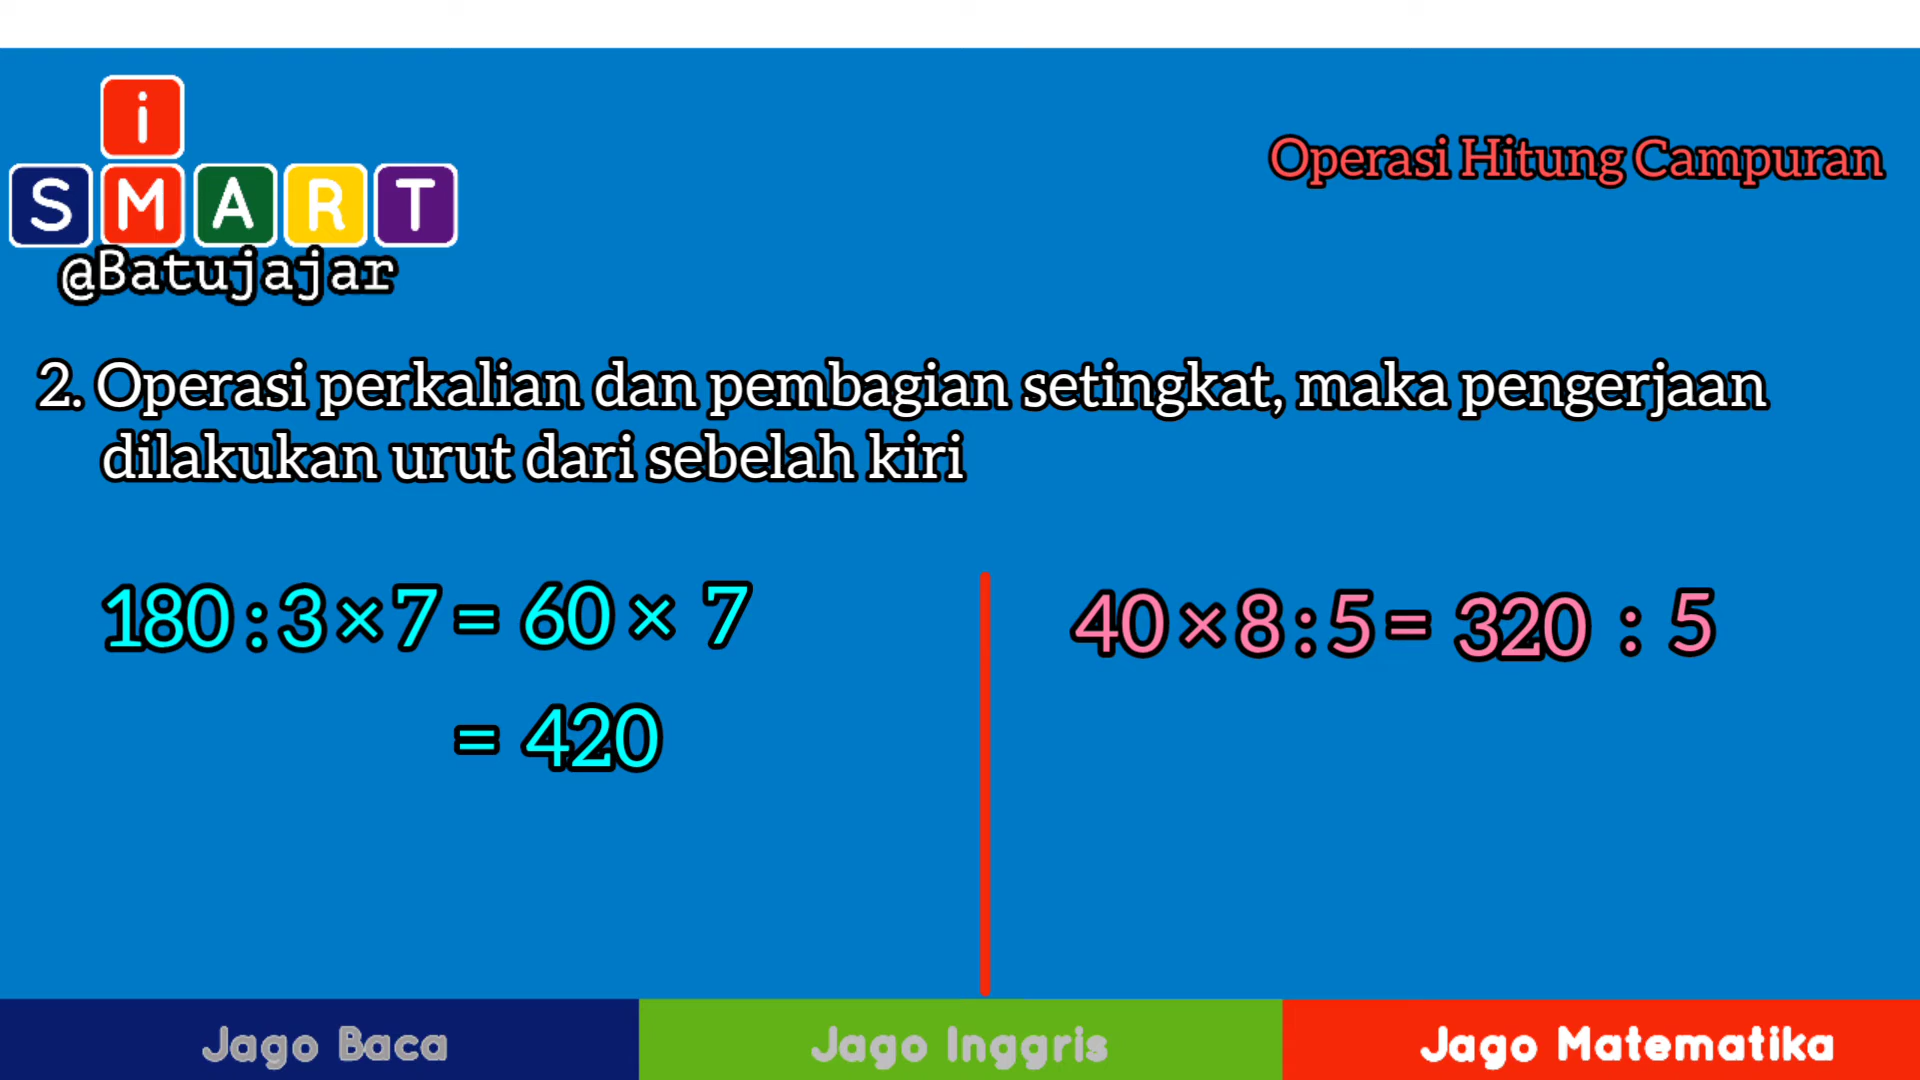 i
SMART
@Batujajar
Operasi Hitung Campuran
2. Operasi perkalian dan pembagian setingkat, maka pengerjaan
dilakukan urut dari sebelah kiri
180 : 3 × 7 = 60 × 7
= 420
40 × 8 : 5 = 320 : 5
Jago Baca
Jago Inggris
Jago Matematika